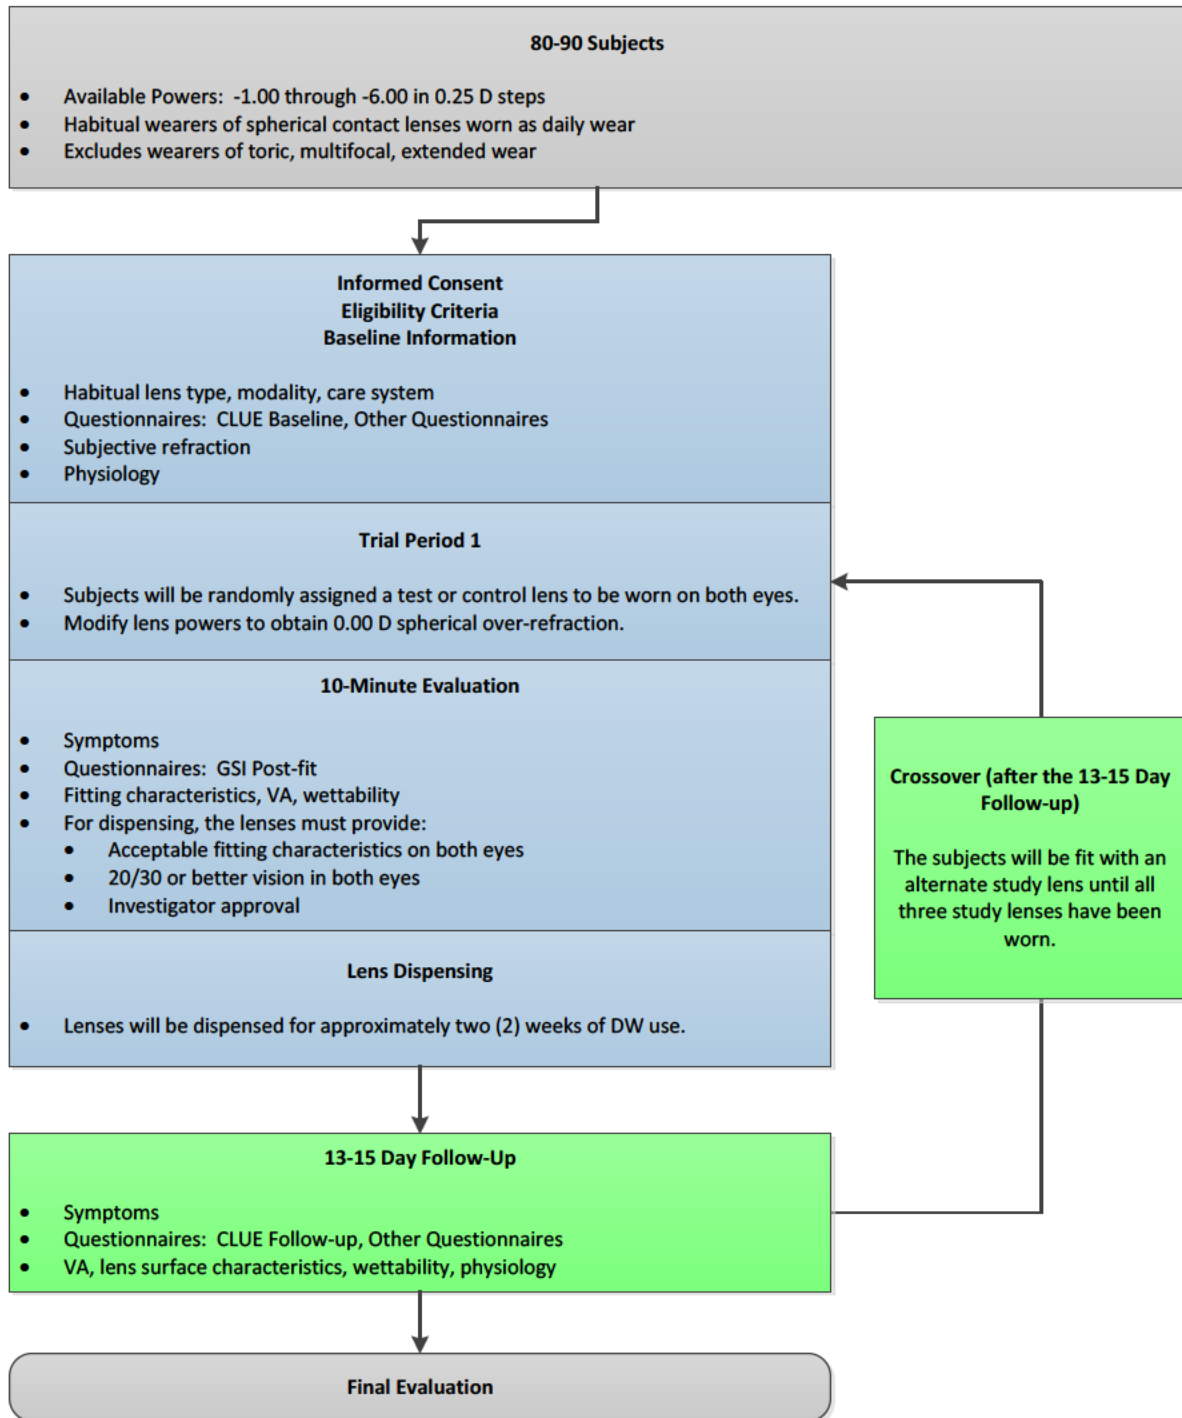 80-90 Subjects
• Available Powers: -1.00 through -6.00 in 0.25 D steps
• Habitual wearers of spherical contact lenses worn as daily wear
• Excludes wearers of toric, multifocal, extended wear
Informed Consent
Eligibility Criteria
Baseline Information
• Habitual lens type, modality, care system
• Questionnaires: CLUE Baseline, Other Questionnaires
• Subjective refraction
• Physiology
Trial Period 1
• Subjects will be randomly assigned a test or control lens to be worn on both eyes.
• Modify lens powers to obtain 0.00 D spherical over-refraction.
10-Minute Evaluation
• Symptoms
• Questionnaires: GSI Post-fit
• Fitting characteristics, VA, wettability
• For dispensing, the lenses must provide:
• Acceptable fitting characteristics on both eyes
• 20/30 or better vision in both eyes
• Investigator approval
Lens Dispensing
• Lenses will be dispensed for approximately two (2) weeks of DW use.
Crossover (after the 13-15 Day
Follow-up)
The subjects will be fit with an
alternate study lens until all
three study lenses have been
worn.
13-15 Day Follow-Up
• Symptoms
• Questionnaires: CLUE Follow-up, Other Questionnaires
• VA, lens surface characteristics, wettability, physiology
Final Evaluation